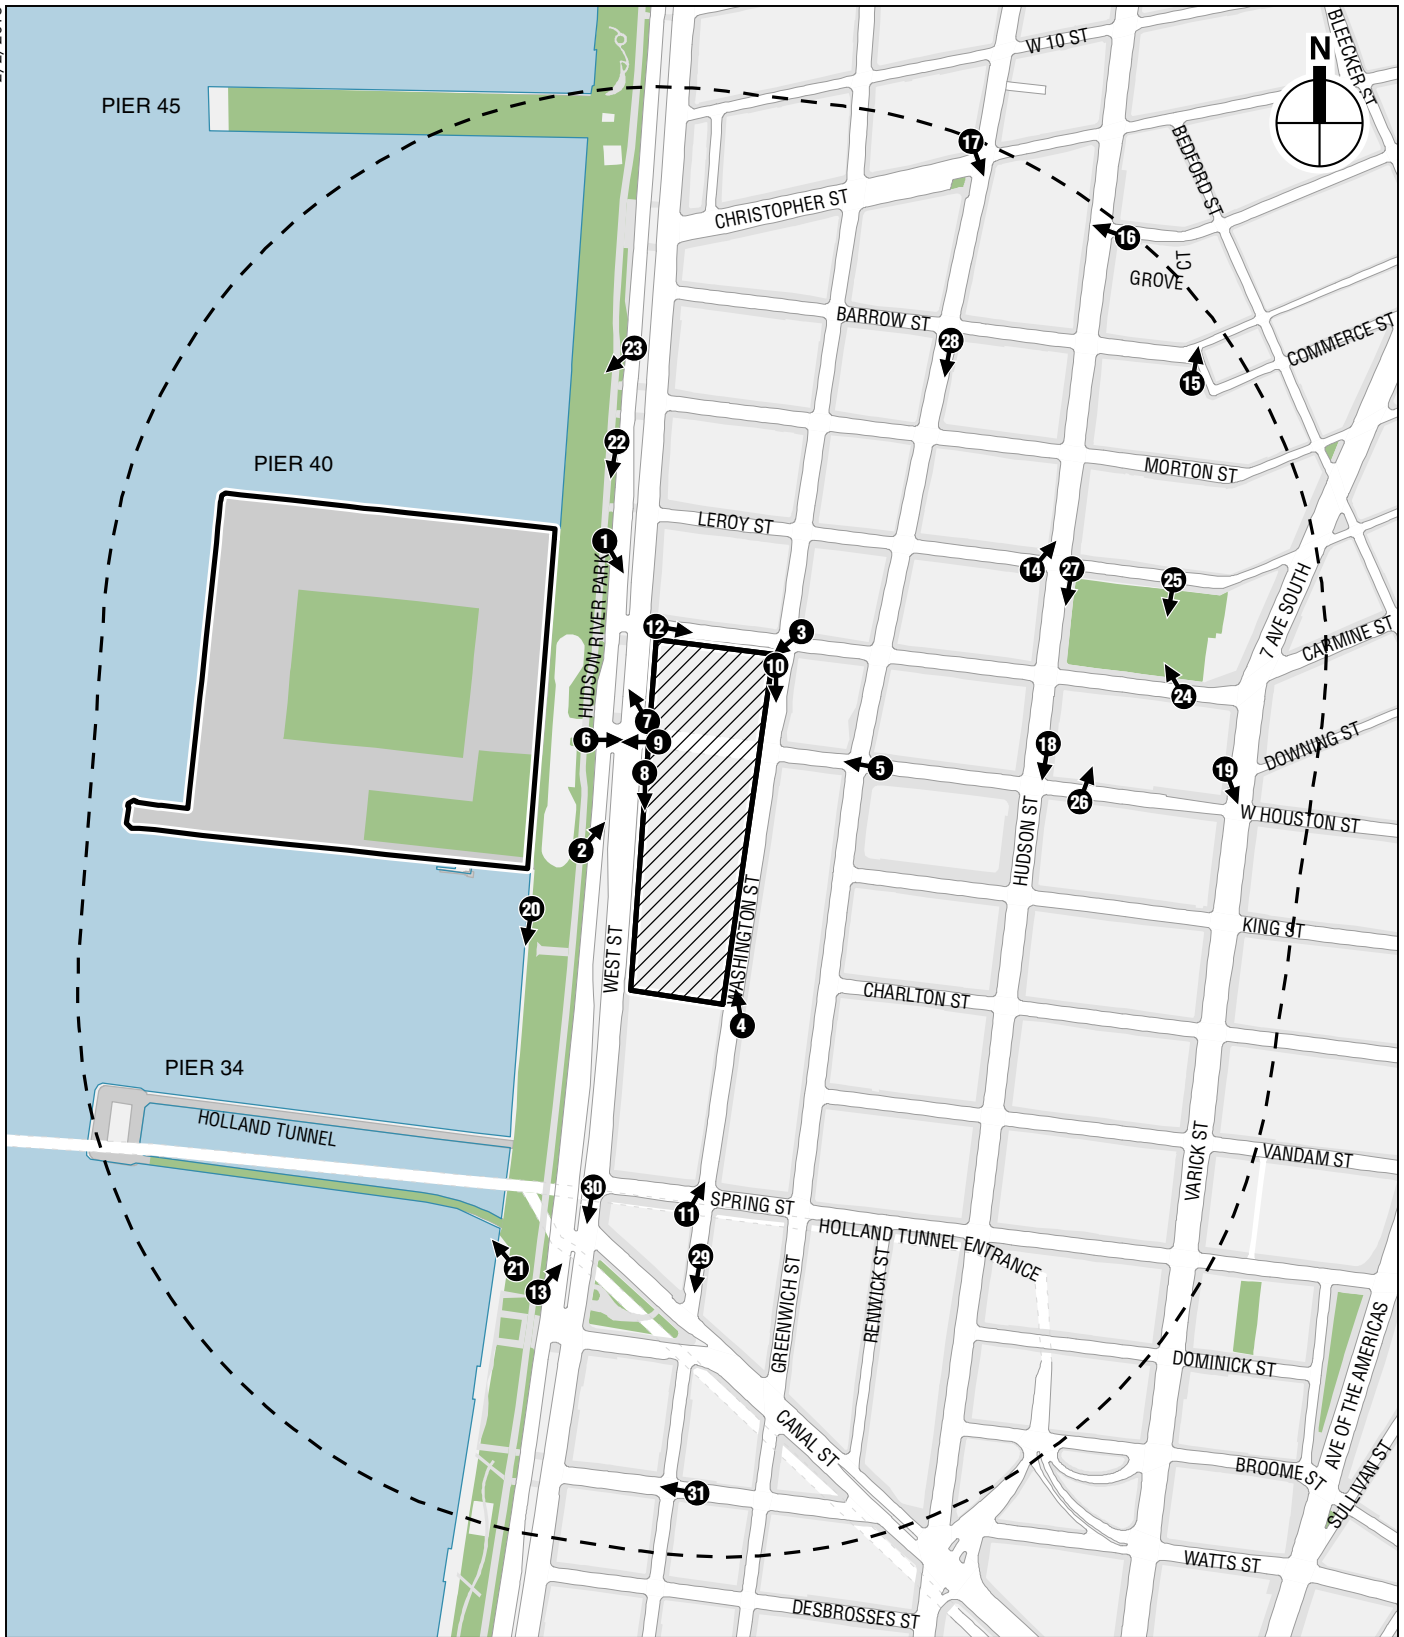 W 10 ST
BLEECKER ST
N
PIER 45
17
BEDFORD ST
CHRISTOPHER ST
16
GROVE CT
BARROW ST
28
23
COMMERCE ST
15
22
PIER 40
MORTON ST
LEROY ST
1
14
27
25
HUDSON RIVER PARK
7 AVE SOUTH
12
3
CARMINE ST
10
24
7
6
9
18
DOWNING ST
5
19
8
26
W HOUSTON ST
HUDSON ST
2
20
WASHINGTON ST
KING ST
WEST ST
CHARLTON ST
4
PIER 34
HOLLAND TUNNEL
VARICK ST
VANDAM ST
30
SPRING ST
11
HOLLAND TUNNEL ENTRANCE
29
21
13
GREENWICH ST
RENWICK ST
DOMINICK ST
AVE OF THE AMERICAS
CANAL ST
BROOME ST
SULLIVAN ST
31
WATTS ST
DESBROSSES ST